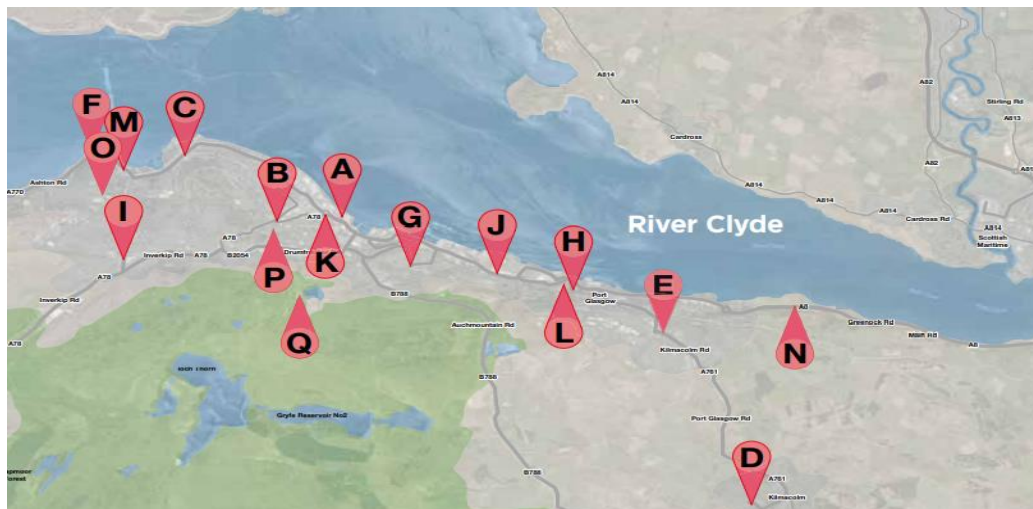 A814
A82
A814
Stirling Rd
A813
F
C
M
Cardross
O
A82
A814
Ashton Rd
B
A
A814
A770
I
A78
G
River Clyde
A814
Cardross Rd
J
A814
A78
H
Scottish
Maritime
Inverkip Rd
A78
B2054
K
P
E
B788
Port
Glasgow
Inverkip Rd
A8
Greenock Rd
Auchmountain Rd
L
A78
Q
N
A8
Kilmacolm Rd
A761
B788
Gryfe Reservoir No2
Port Glasgow Rd
D
B788
A761
Forest
Kilmacolm